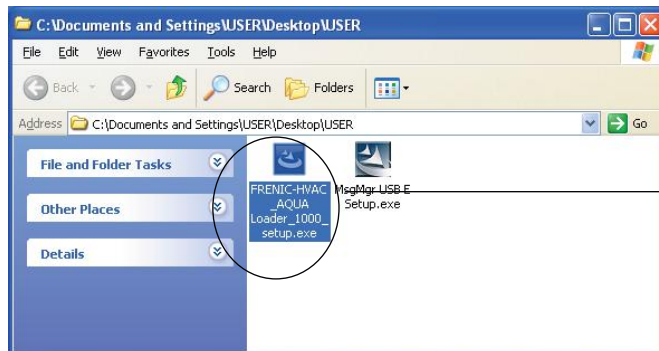 C:\Documents and Settings\USER\Desktop\USER
File Edit View Favorites Tools Help
Back Search Folders
Address C:\Documents and Settings\USER\Desktop\USER Go
File and Folder Tasks
Other Places
Details
FRENIC-HVAC
_AQUA
Loader_1000_
setup.exe
MsgMgr USB E
Setup.exe